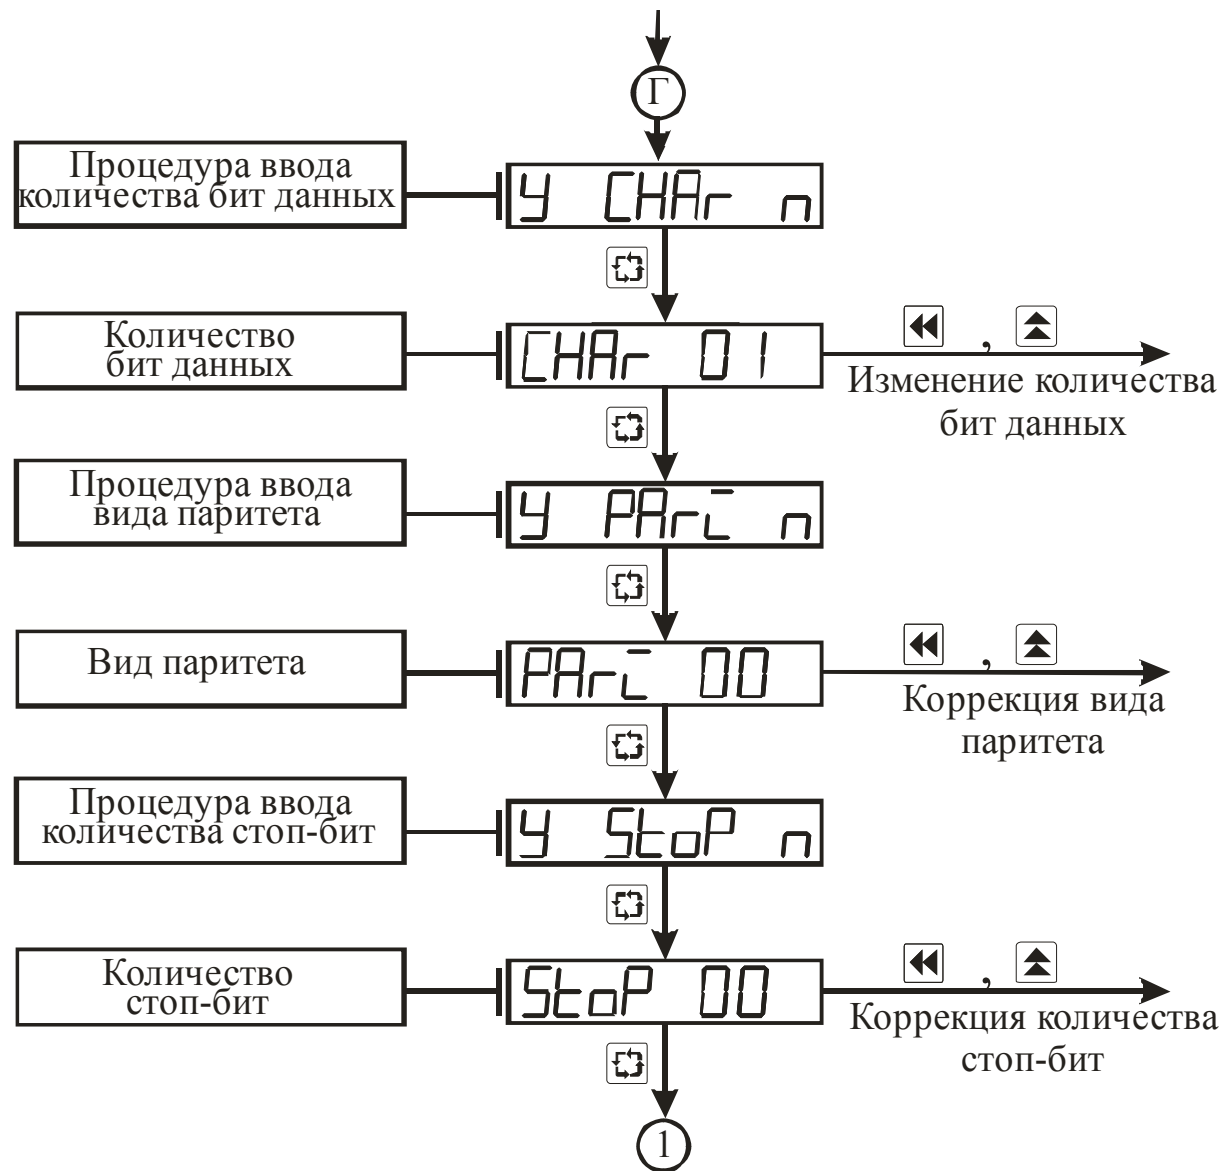 Г
Процедура ввода
количества бит данных
У CHAr n
Количество
бит данных
CHAr 01
,
Изменение количества
бит данных
Процедура ввода
вида паритета
У PAri n
Вид паритета
PAri 00
,
Коррекция вида
паритета
Процедура ввода
количества стоп-бит
У StoP n
Количество
стоп-бит
StoP 00
,
Коррекция количества
стоп-бит
1